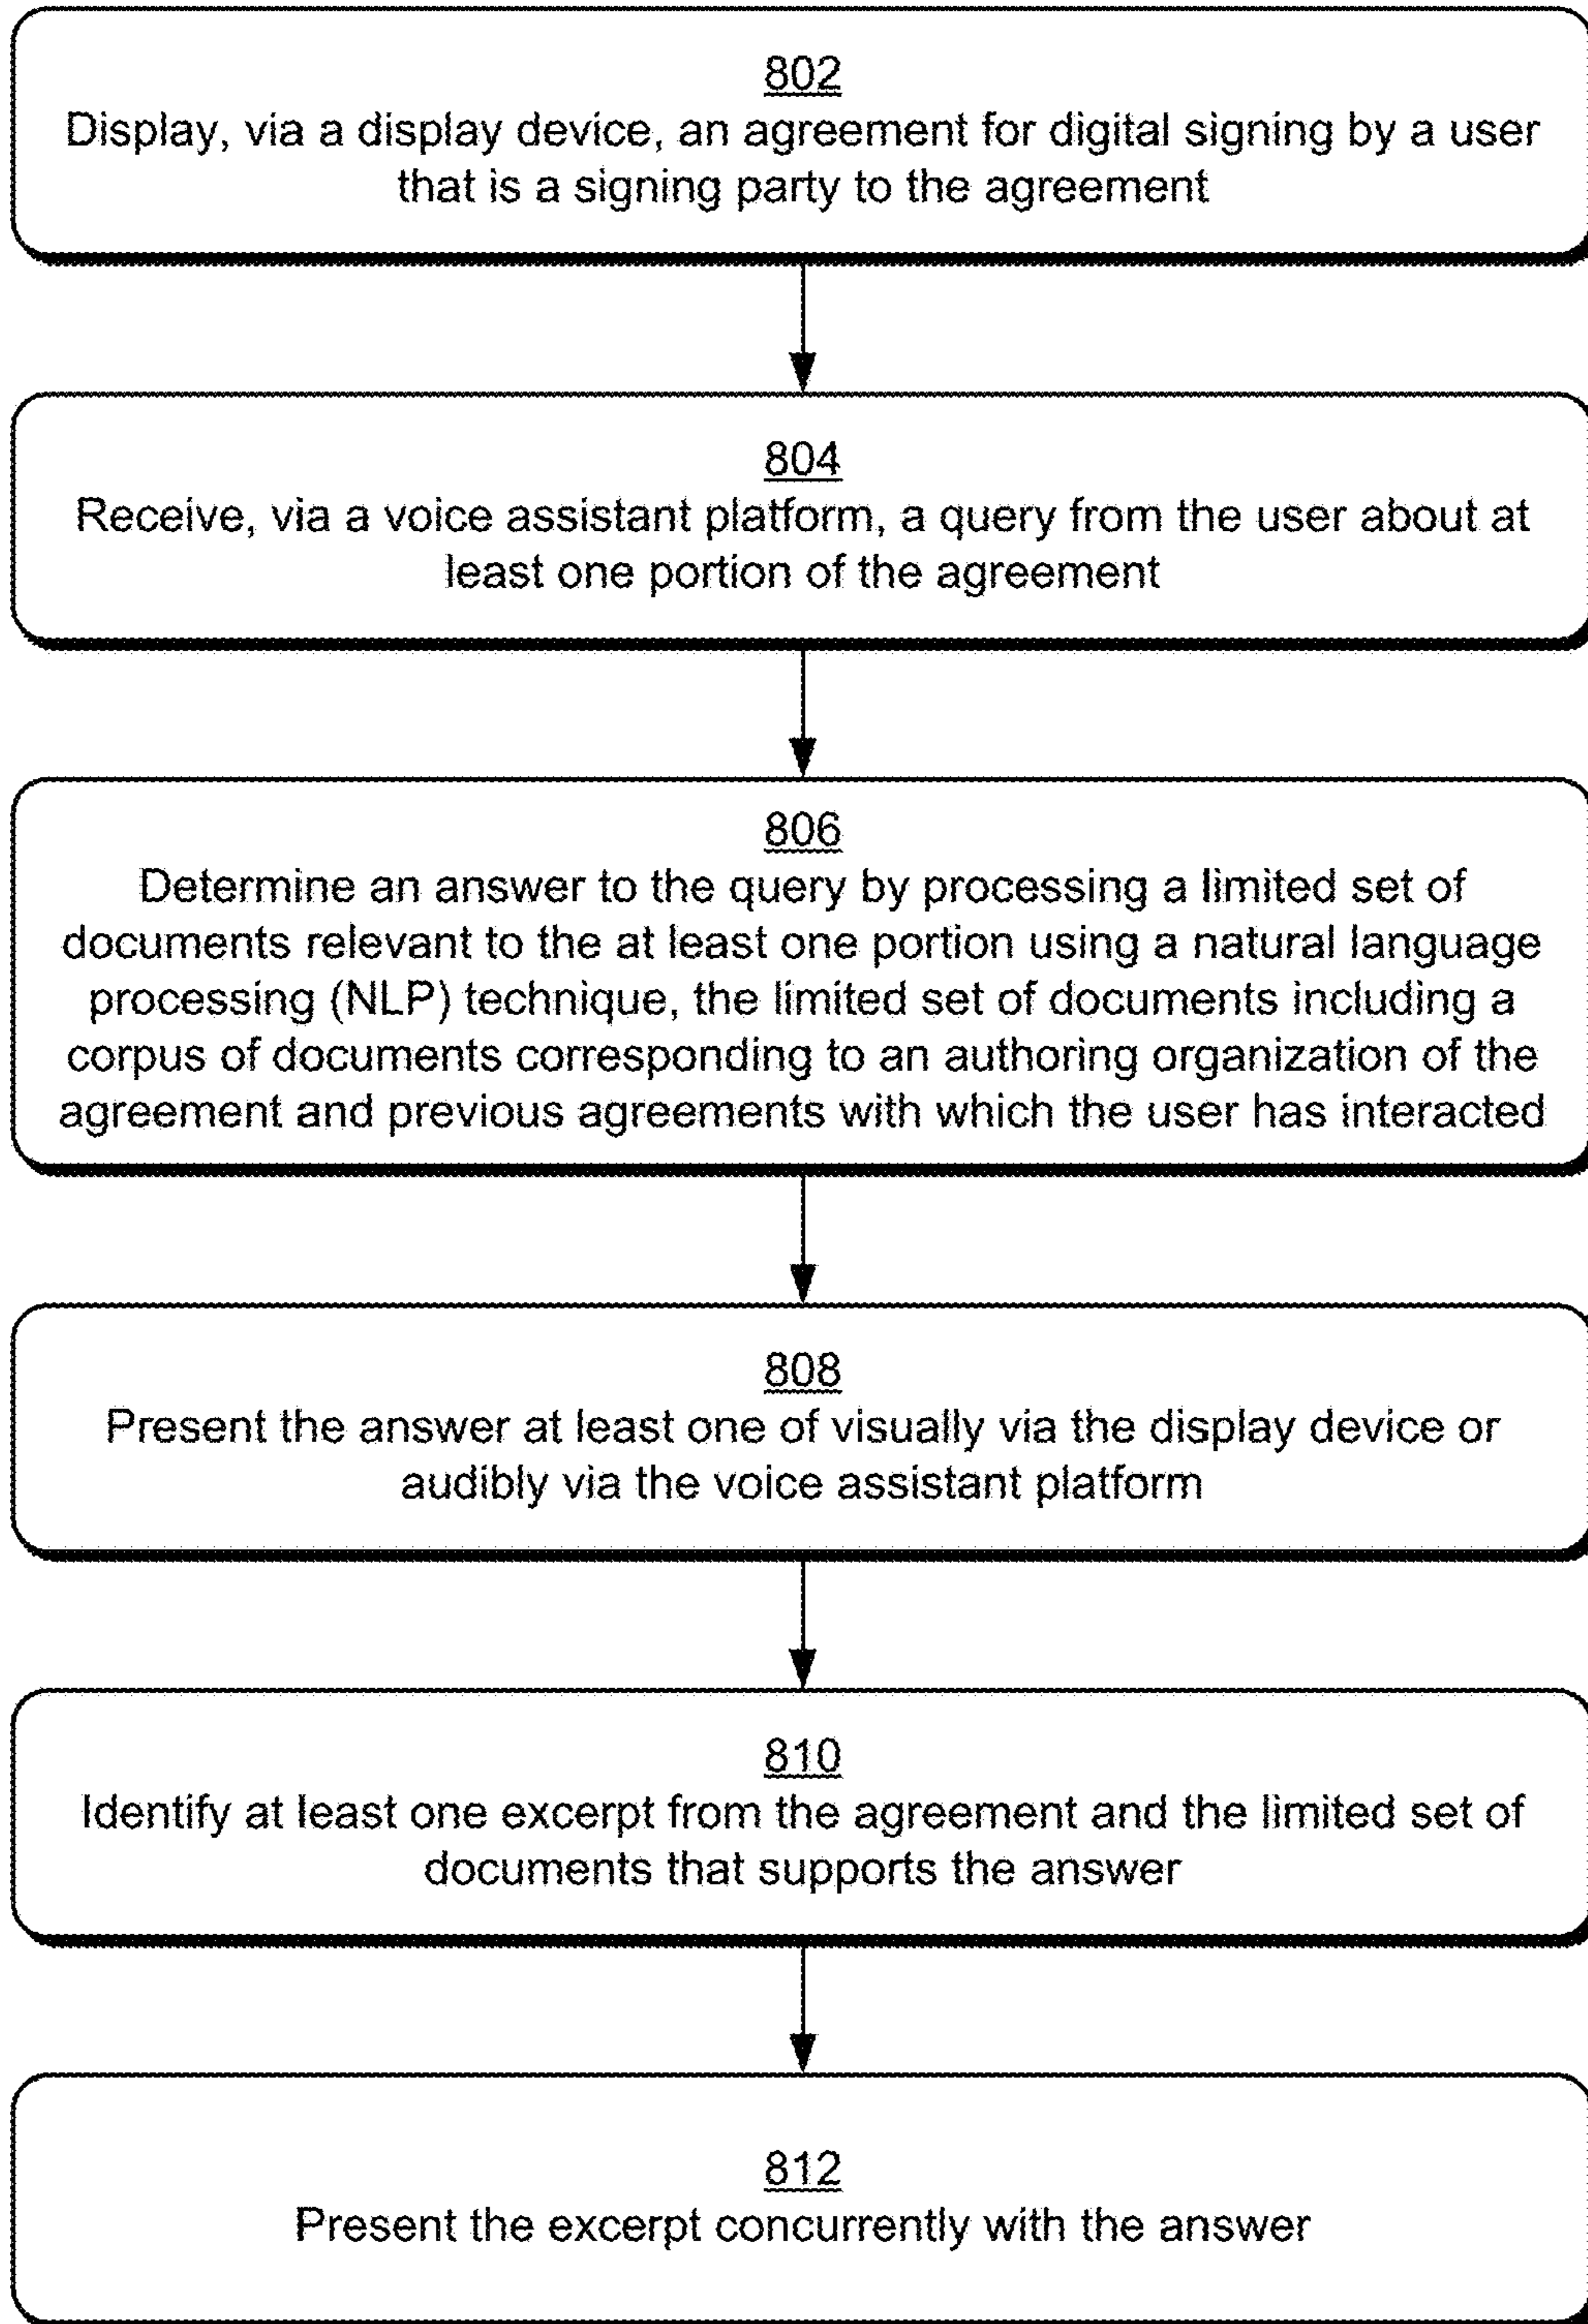 802
Display, via a display device, an agreement for digital signing by a user
that is a signing party to the agreement
804
Receive, via a voice assistant platform, a query from the user about at
least one portion of the agreement
806
Determine an answer to the query by processing a limited set of
documents relevant to the at least one portion using a natural language
processing (NLP) technique, the limited set of documents including a
corpus of documents corresponding to an authoring organization of the
agreement and previous agreements with which the user has interacted
808
Present the answer at least one of visually via the display device or
audibly via the voice assistant platform
810
Identify at least one excerpt from the agreement and the limited set of
documents that supports the answer
812
Present the excerpt concurrently with the answer